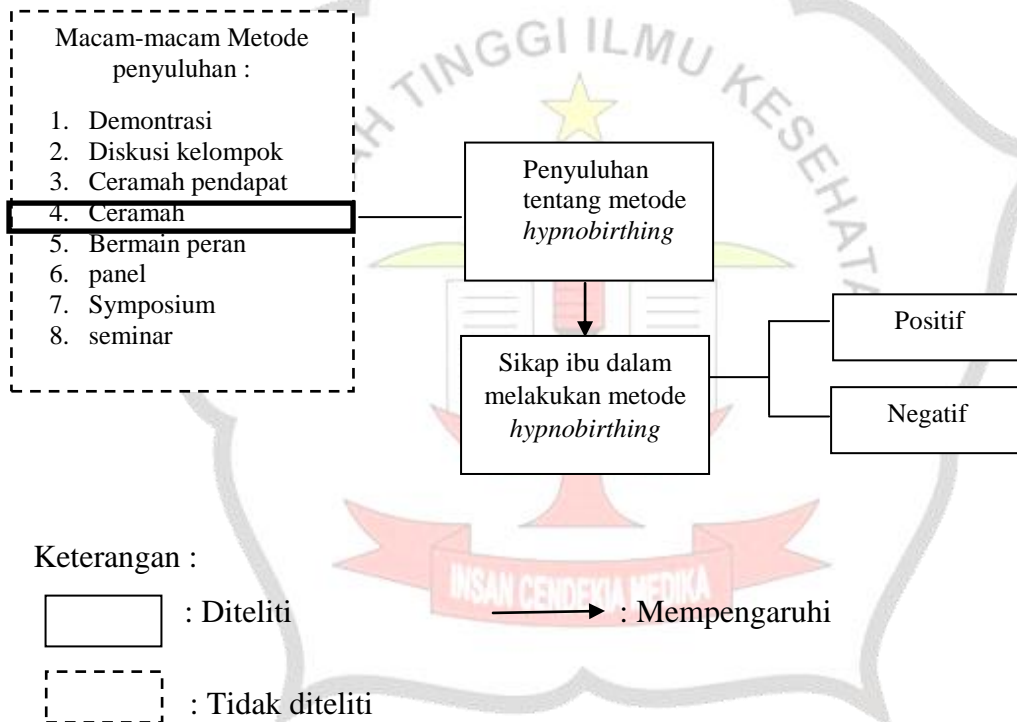 Macam-macam Metode
penyuluhan :
1. Demontrasi
2. Diskusi kelompok
3. Ceramah pendapat
4. Ceramah
5. Bermain peran
6. panel
7. Symposium
8. seminar
Penyuluhan
tentang metode
hypnobirthing
Sikap ibu dalam
melakukan metode
hypnobirthing
Positif
Negatif
Keterangan :
: Diteliti
: Mempengaruhi
: Tidak diteliti
TINGGI ILMU
INSAN CENDEKIA MEDIKA